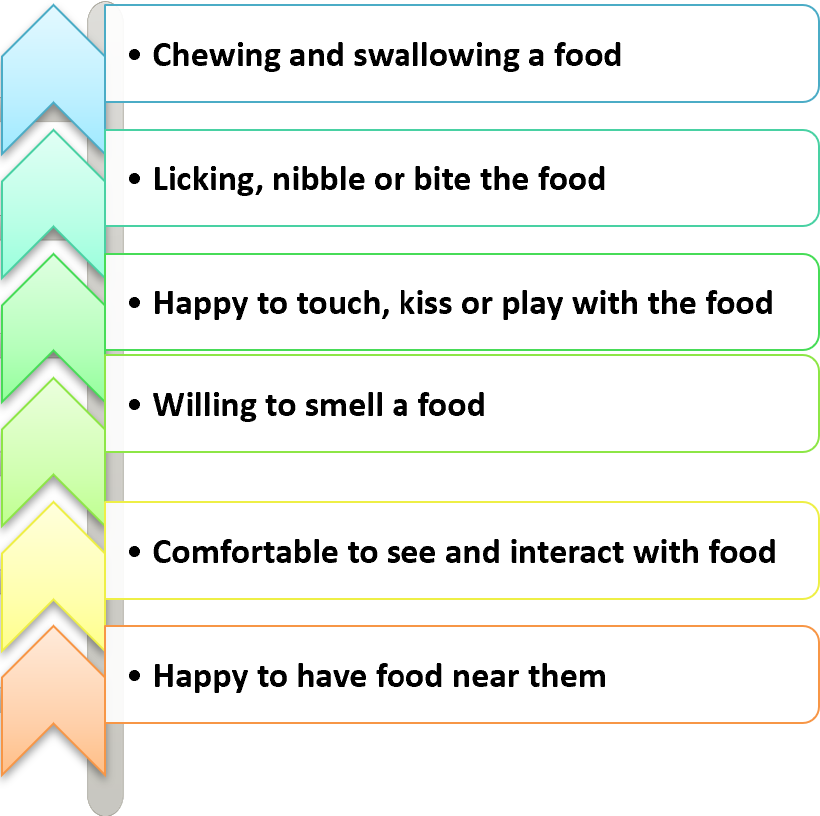 • Chewing and swallowing a food
• Licking, nibble or bite the food
• Happy to touch, kiss or play with the food
• Willing to smell a food
• Comfortable to see and interact with food
• Happy to have food near them